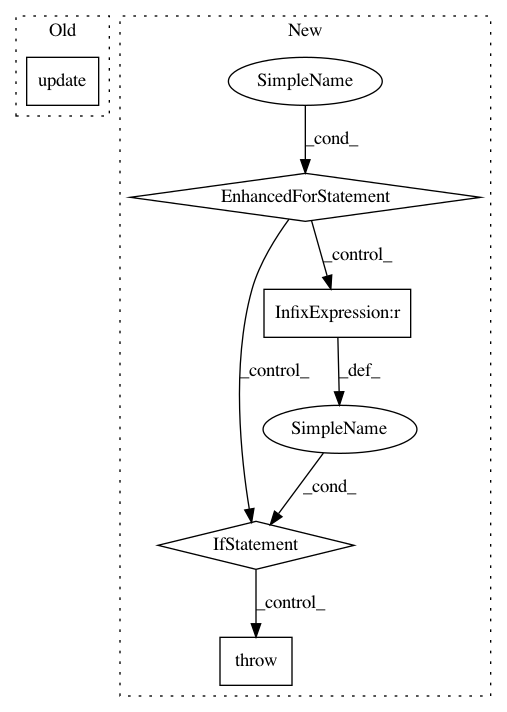 Old
New
update
SimpleName
_cond_
EnhancedForStatement
_control_
InfixExpression:r
_control_
_def_
SimpleName
_cond_
IfStatement
_control_
throw